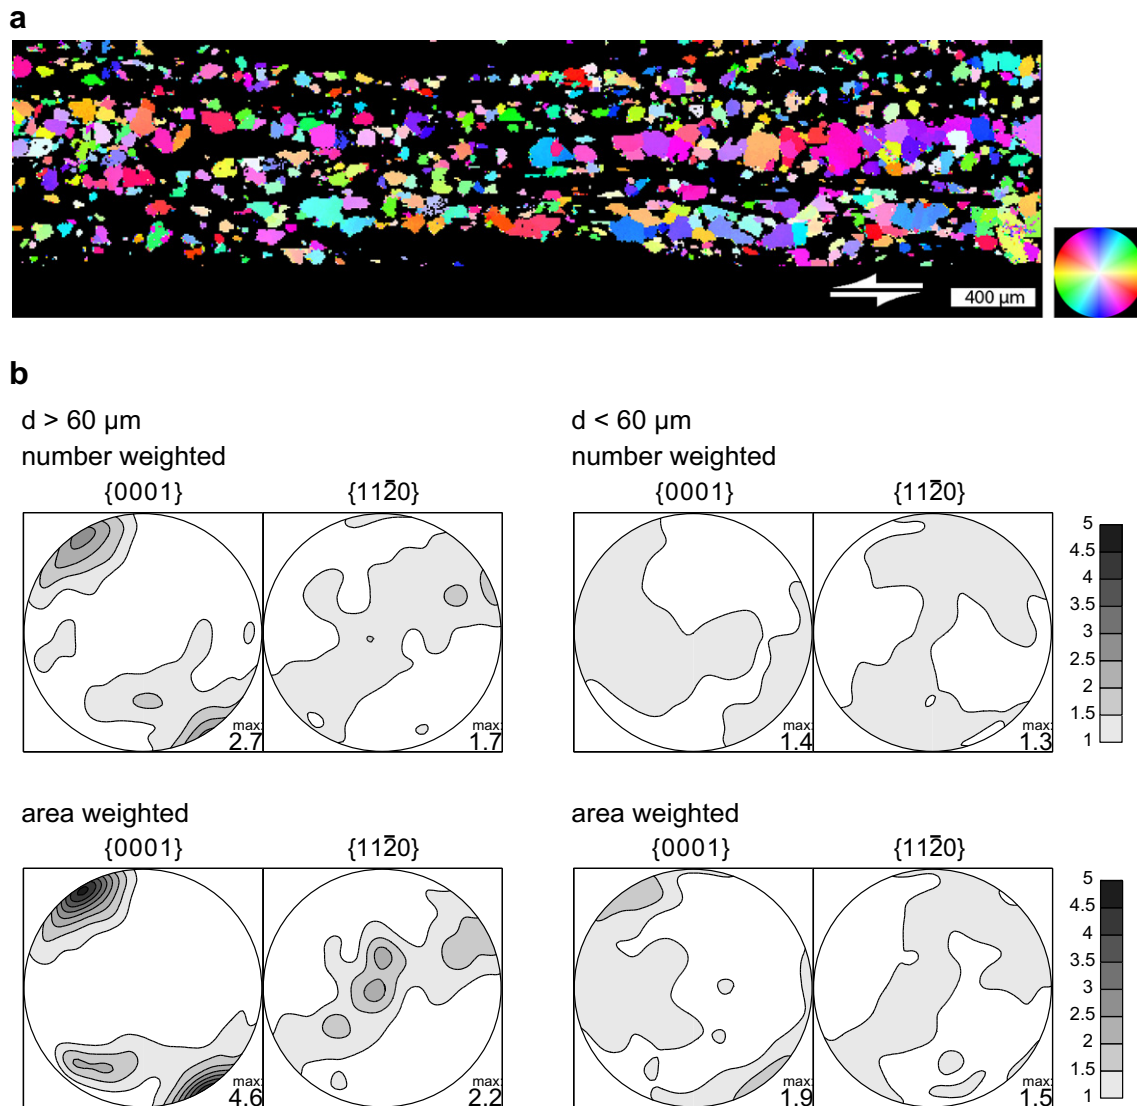 a
400 µm
b
d > 60 µm
number weighted
{0001}
{112̅0}
max:
2.7
max:
1.7
d < 60 µm
number weighted
{0001}
{112̅0}
max:
1.4
max:
1.3
5
4.5
4
3.5
3
2.5
2
1.5
1
area weighted
{0001}
{112̅0}
max:
4.6
max:
2.2
area weighted
{0001}
{112̅0}
max:
1.9
max:
1.5
5
4.5
4
3.5
3
2.5
2
1.5
1